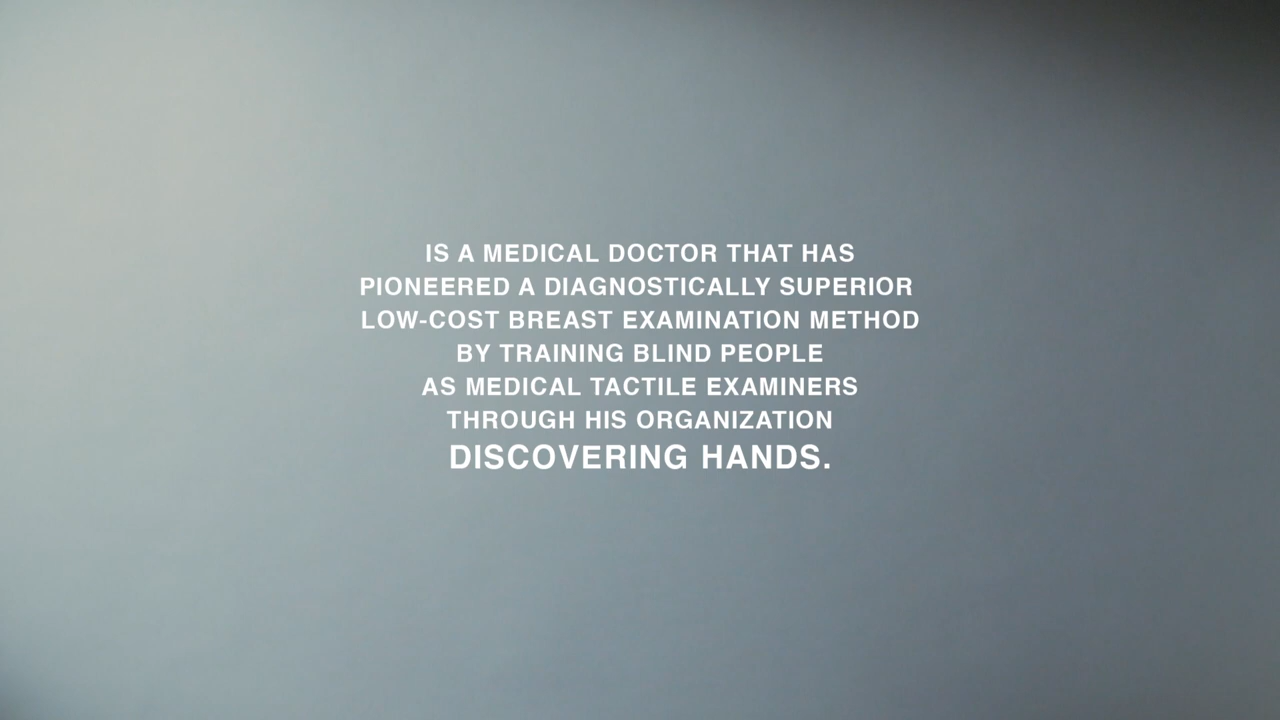 IS A MEDICAL DOCTOR THAT HAS
PIONEERED A DIAGNOSTICALLY SUPERIOR
LOW-COST BREAST EXAMINATION METHOD
BY TRAINING BLIND PEOPLE
AS MEDICAL TACTILE EXAMINERS
THROUGH HIS ORGANIZATION
DISCOVERING HANDS.